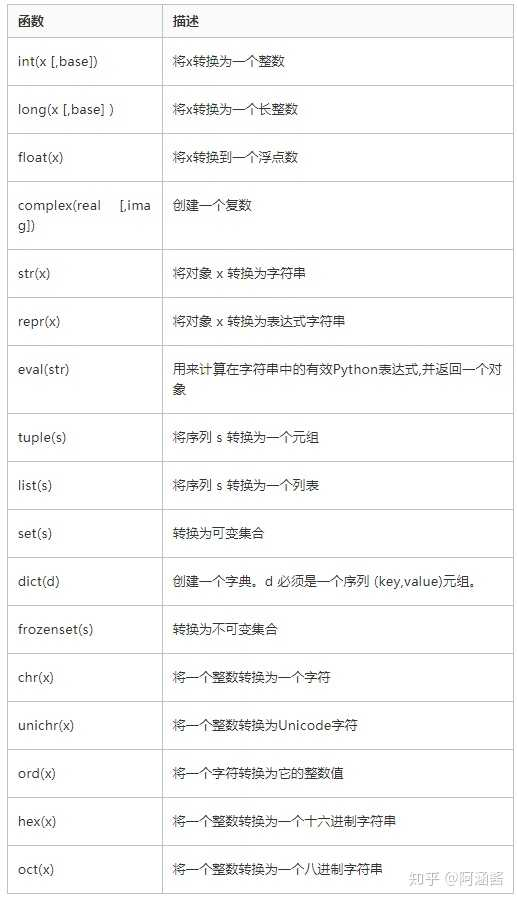 函数 描述
int(x [,base]) 将x转换为一个整数
long(x [,base] ) 将x转换为一个长整数
float(x) 将x转换到一个浮点数
complex(real [,ima 创建一个复数
g])
str(x) 将对象 x 转换为字符串
repr(x) 将对象 x 转换为表达式字符串
eval(str) 用来计算在字符串中的有效Python表达式,并返回一个对
象
tuple(s) 将序列 s 转换为一个元组
list(s) 将序列 s 转换为一个列表
set(s) 转换为可变集合
dict(d) 创建一个字典。d 必须是一个序列 (key,value)元组。
frozenset(s) 转换为不可变集合
chr(x) 将一个整数转换为一个字符
unichr(x) 将一个整数转换为Unicode字符
ord(x) 将一个字符转换为它的整数值
hex(x) 将一个整数转换为一个十六进制字符串
oct(x) 将一个整数转换为一个八进制字符串
知乎 @阿涵酱